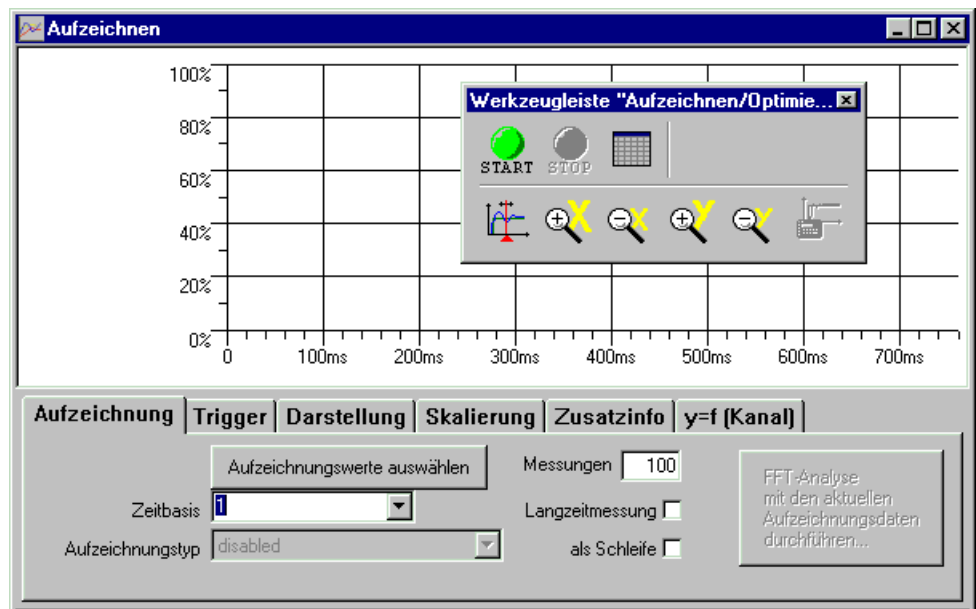 Aufzeichnen
100%
80%
60%
40%
20%
0%
0 100ms 200ms 300ms 400ms 500ms 600ms 700ms
Werkzeugleiste "Aufzeichnen/Optimie...
START STOP
X X Y Y
Aufzeichnung Trigger Darstellung Skalierung Zusatzinfo y=f (Kanal)
Aufzeichnungswerte auswählen
Zeitbasis 1
Aufzeichnungstyp disabled
Messungen 100
Langzeitmessung
als Schleife
FFT-Analyse
mit den aktuellen
Aufzeichnungsdaten
durchführen...